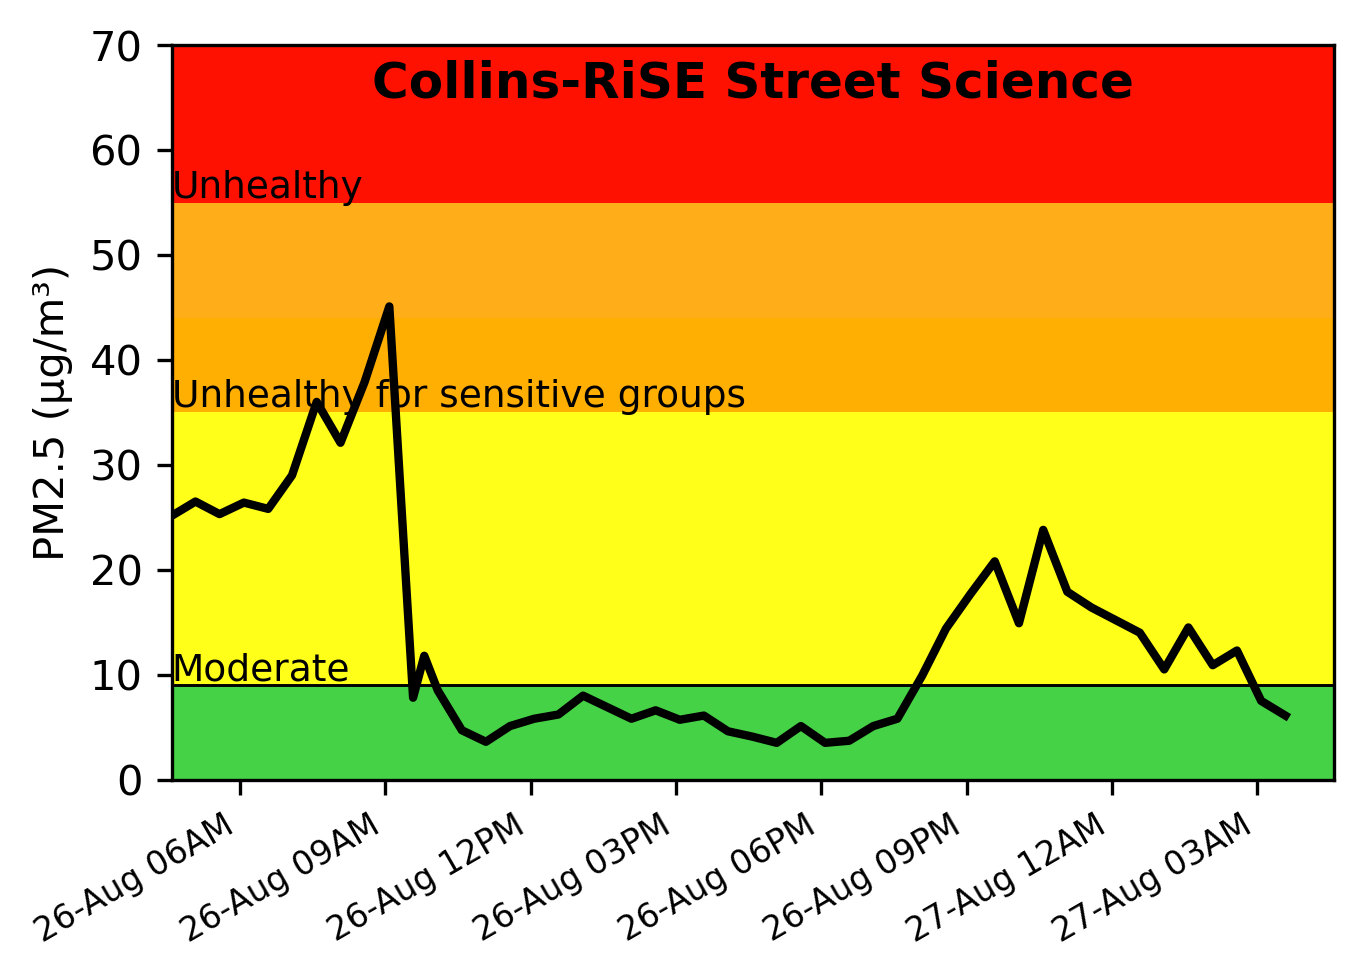 Collins-RiSE Street Science
70
60
50
40
30
20
10
0
PM2.5 (µg/m³)
Unhealthy
Unhealthy for sensitive groups
Moderate
26-Aug 06AM
26-Aug 09AM
26-Aug 12PM
26-Aug 03PM
26-Aug 06PM
26-Aug 09PM
27-Aug 12AM
27-Aug 03AM